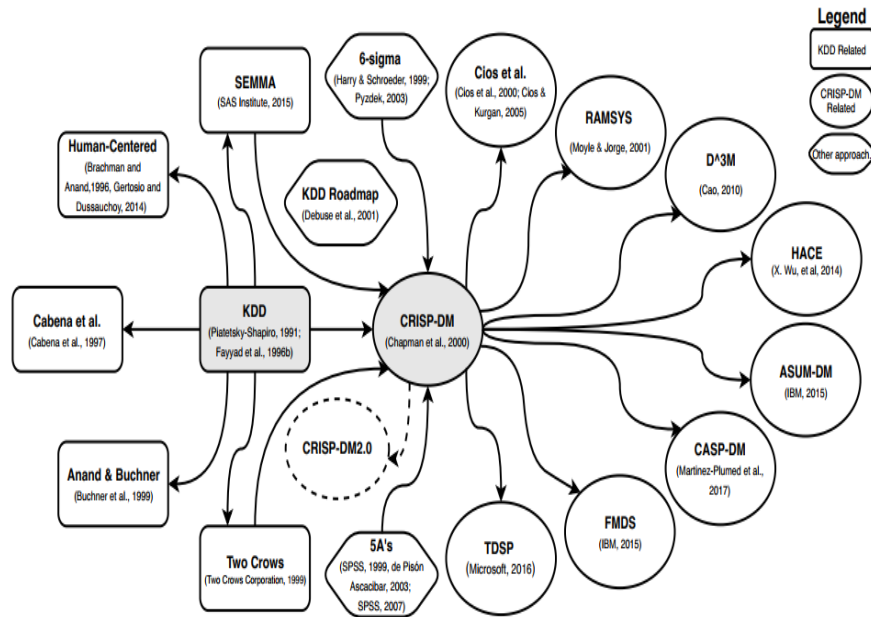 Legend
KDD Related
CRISP-DM
Related
Other approach.
6-sigma
(Harry & Schroeder, 1999;
Pyzdek, 2003)
Cios et al.
(Cios et al., 2000; Cios &
Kurgan, 2005)
SEMMA
(SAS Institute, 2015)
RAMSYS
(Moyle & Jorge, 2001)
Human-Centered
(Brachman and
Anand,1996, Gertosio and
Dussauchoy, 2014)
KDD Roadmap
(Debuse et al., 2001)
D^3M
(Cao, 2010)
HACE
(X. Wu, et al, 2014)
Cabena et al.
(Cabena et al., 1997)
KDD
(Piatetsky-Shapiro, 1991;
Fayyad et al., 1996b)
CRISP-DM
(Chapman et al., 2000)
ASUM-DM
(IBM, 2015)
CRISP-DM2.0
CASP-DM
(Martinez-Plumed et al.,
2017)
Anand & Buchner
(Buchner et al., 1999)
FMDS
(IBM, 2015)
Two Crows
(Two Crows Corporation, 1999)
5A's
(SPSS, 1999, de Pisón
Ascacibar, 2003;
SPSS, 2007)
TDSP
(Microsoft, 2016)